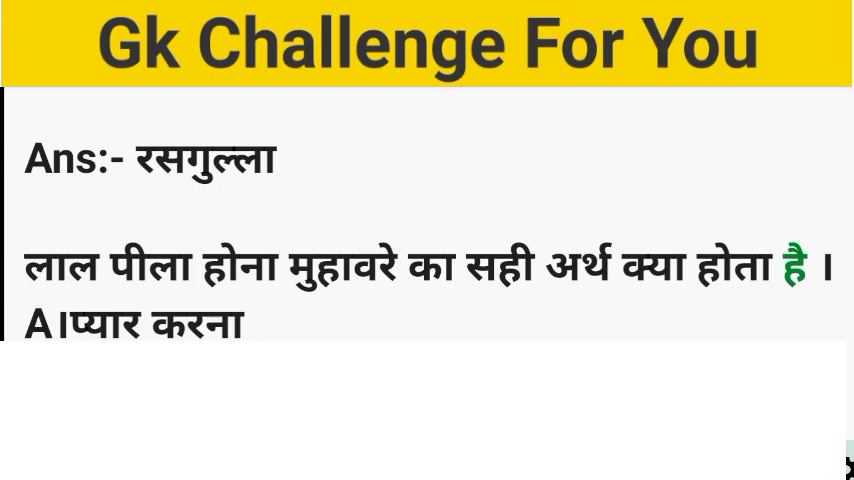 Gk Challenge For You
Ans:- रसगुल्ला
लाल पीला होना मुहावरे का सही अर्थ क्या होता है ।
A।प्यार करना